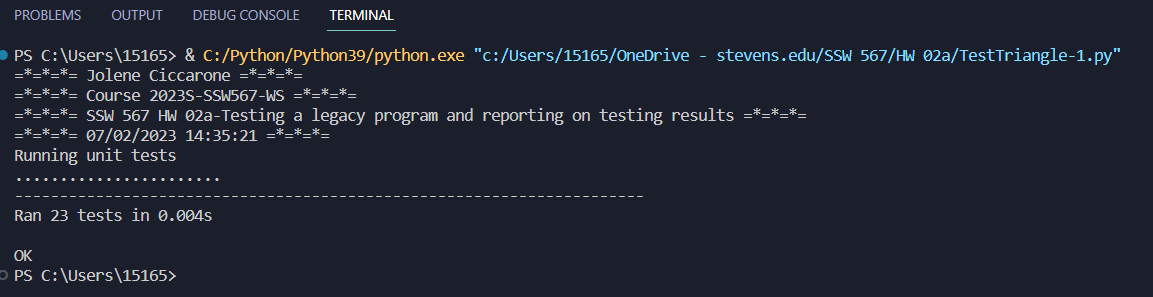 PROBLEMS OUTPUT DEBUG CONSOLE TERMINAL
PS C:\Users\15165> & C:/Python/Python39/python.exe "c:/Users/15165/OneDrive - stevens.edu/SSW 567/HW 02a/TestTriangle-1.py"
=*=*=*= Jolene Ciccarone =*=*=*=
=*=*=*= Course 2023S-SSW567-WS =*=*=*=
=*=*=*= SSW 567 HW 02a-Testing a legacy program and reporting on testing results =*=*=*=
=*=*=*= 07/02/2023 14:35:21 =*=*=*=
Running unit tests
.......................
----------------------------------------------------------------------
Ran 23 tests in 0.004s
OK
PS C:\Users\15165>